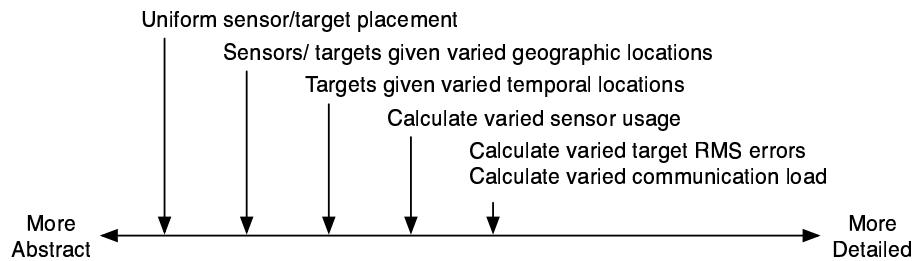 Uniform sensor/target placement
Sensors/ targets given varied geographic locations
Targets given varied temporal locations
Calculate varied sensor usage
Calculate varied target RMS errors
Calculate varied communication load
More
Abstract
More
Detailed